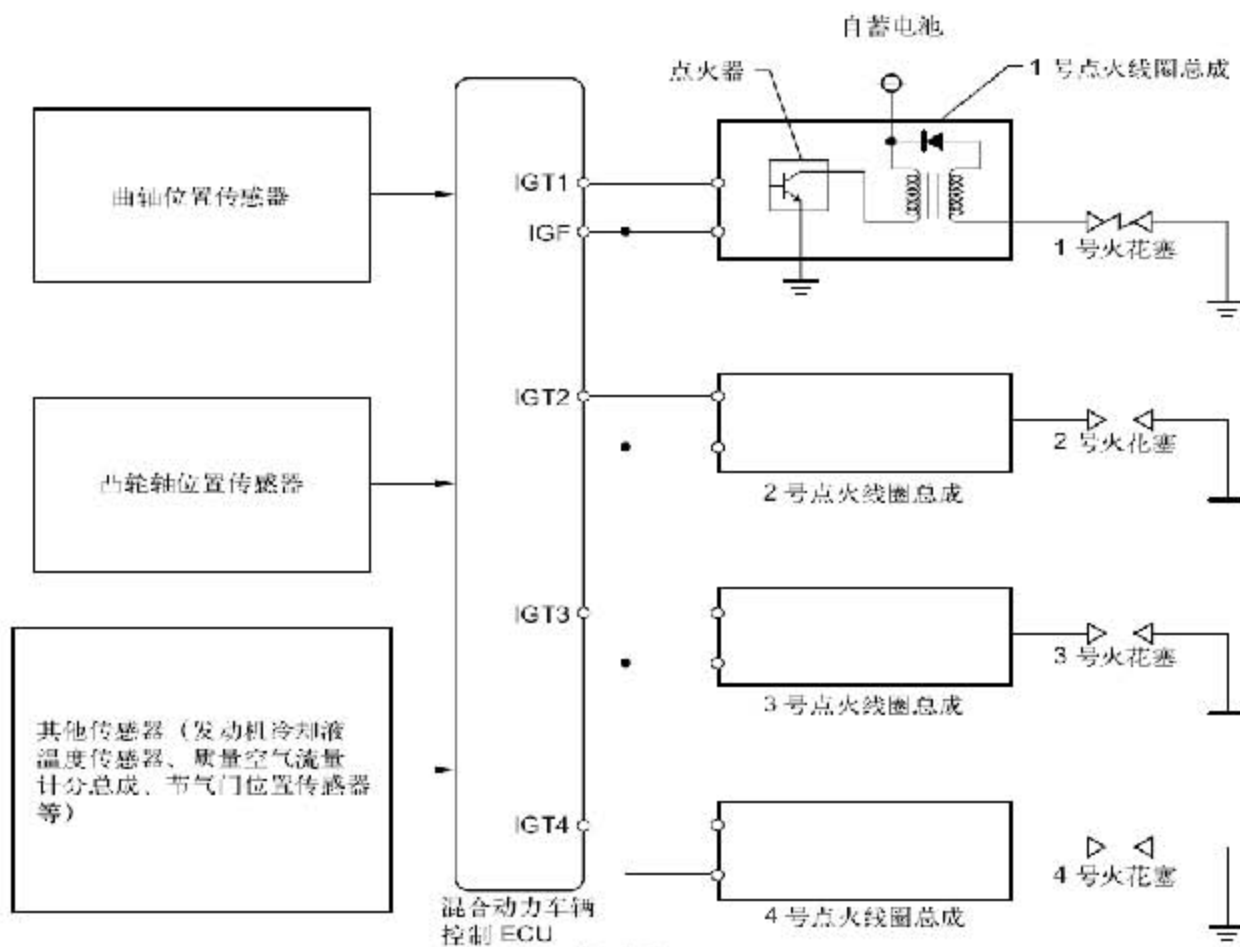 自蓄电池
点火器
1 号点火线圈总成
曲轴位置传感器
IGT1
IGF
1 号火花塞
IGT2
2 号火花塞
凸轮轴位置传感器
2 号点火线圈总成
IGT3
3 号火花塞
3 号点火线圈总成
其他传感器（发动机冷却液
温度传感器、质量空气流量
计分总成、节气门位置传感器
等）
IGT4
4 号火花塞
4 号点火线圈总成
混合动力车辆
控制 ECU